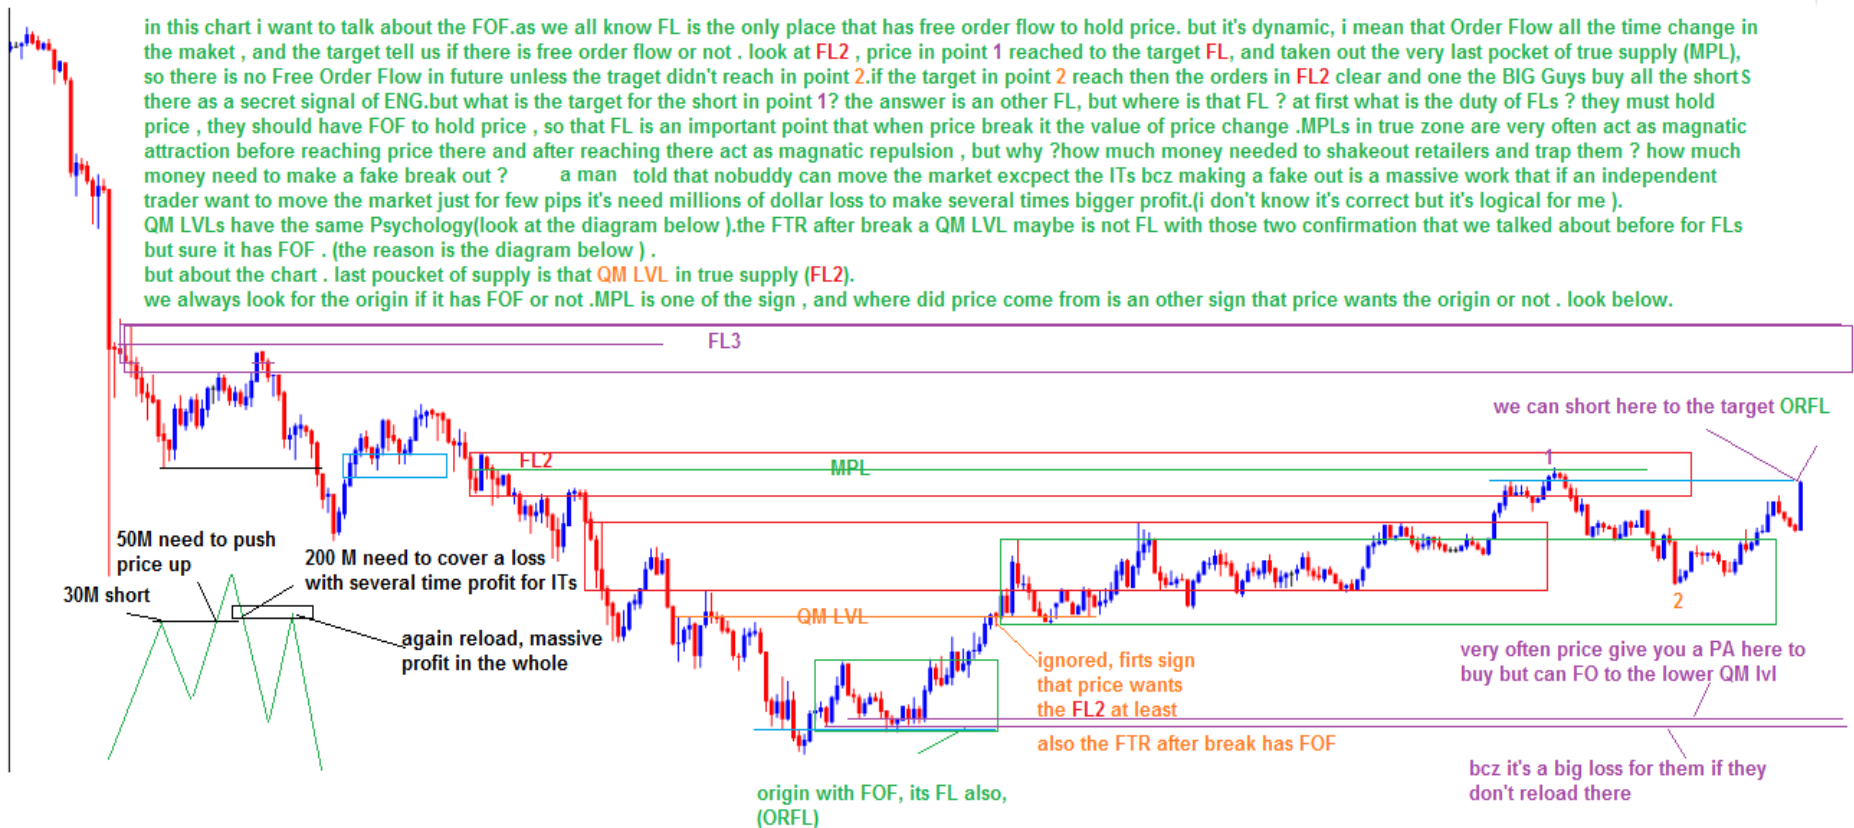 in this chart i want to talk about the FOF.as we all know FL is the only place that has free order flow to hold price. but it's dynamic, i mean that Order Flow all the time change in
the maket , and the target tell us if there is free order flow or not . look at FL2 , price in point 1 reached to the target FL, and taken out the very last pocket of true supply (MPL),
so there is no Free Order Flow in future unless the traget didn't reach in point 2.if the target in point 2 reach then the orders in FL2 clear and one the BIG Guys buy all the shorts
there as a secret signal of ENG.but what is the target for the short in point 1? the answer is an other FL, but where is that FL ? at first what is the duty of FLs ? they must hold
price , they should have FOF to hold price , so that FL is an important point that when price break it the value of price change .MPLs in true zone are very often act as magnatic
attraction before reaching price there and after reaching there act as magnatic repulsion , but why ?how much money needed to shakeout retailers and trap them ? how much
money need to make a fake break out ? a man told that nobuddy can move the market excpect the ITs bcz making a fake out is a massive work that if an independent
trader want to move the market just for few pips it's need millions of dollar loss to make several times bigger profit.(i don't know it's correct but it's logical for me ).
QM LVLs have the same Psychology(look at the diagram below ).the FTR after break a QM LVL maybe is not FL with those two confirmation that we talked about before for FLs
but sure it has FOF . (the reason is the diagram below ) .
but about the chart . last poucket of supply is that QM LVL in true supply (FL2).
we always look for the origin if it has FOF or not .MPL is one of the sign , and where did price come from is an other sign that price wants the origin or not . look below.
FL3
we can short here to the target ORFL
FL2
MPL
1
50M need to push
price up
200 M need to cover a loss
with several time profit for ITs
30M short
again reload, massive
profit in the whole
QM LVL
2
ignored, firts sign
that price wants
the FL2 at least
also the FTR after break has FOF
very often price give you a PA here to
buy but can FO to the lower QM lvl
bcz it's a big loss for them if they
don't reload there
origin with FOF, its FL also,
(ORFL)